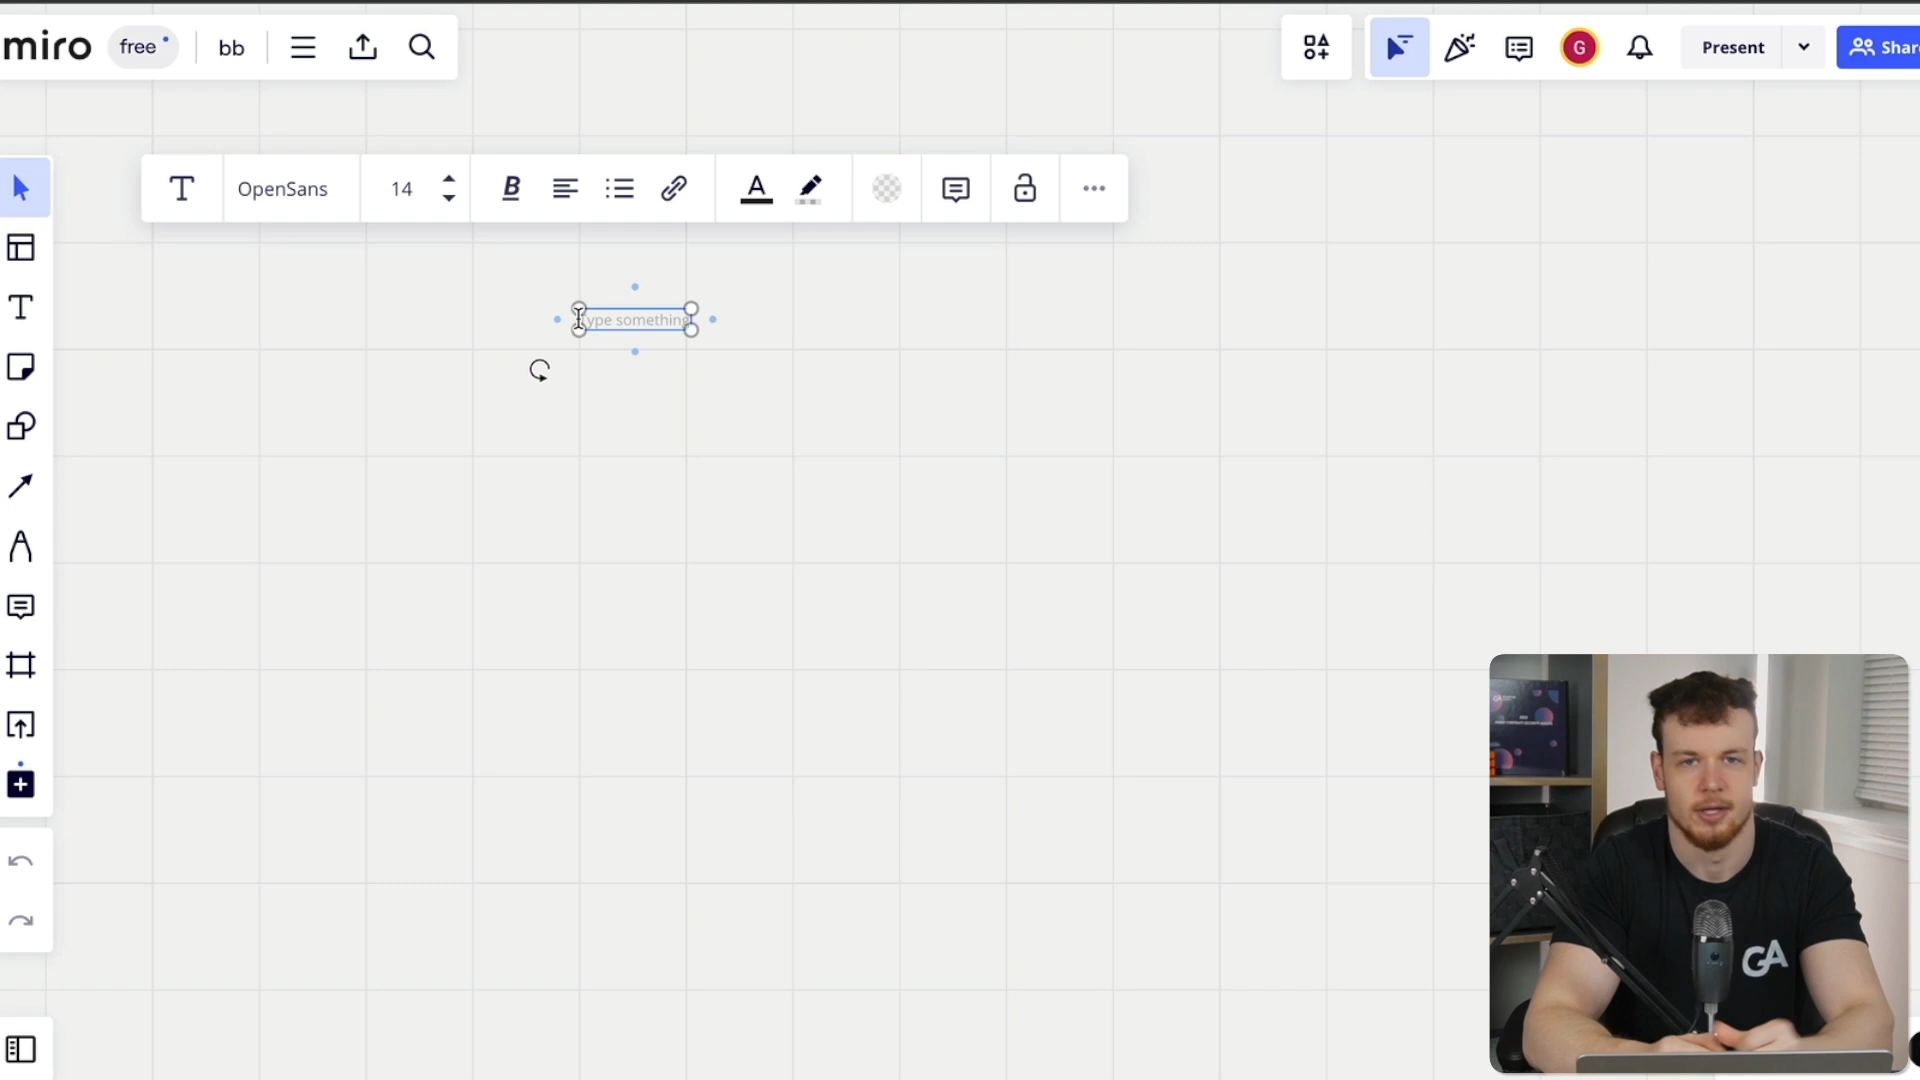 miro
free
bb
G
Present
Shar
OpenSans
14
B
A
Type something
GA